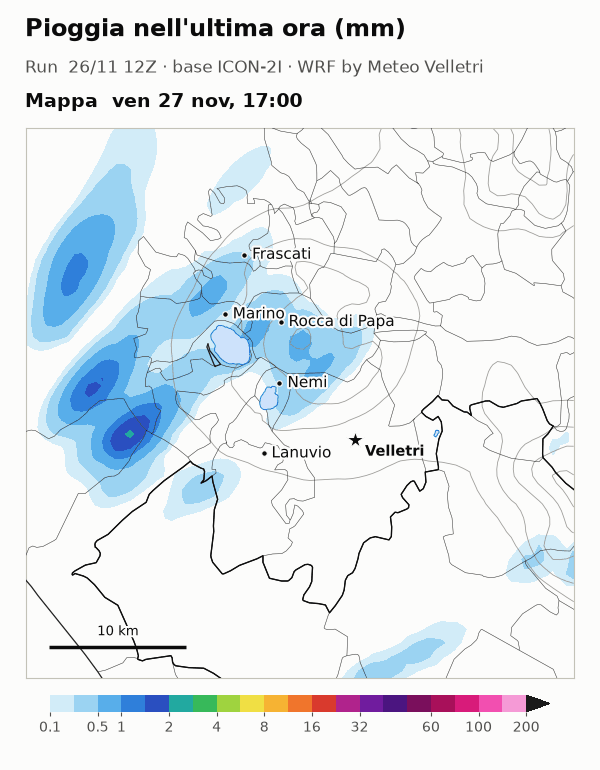 Pioggia nell'ultima ora (mm)
Run  26/11 12Z · base ICON-2I · WRF by Meteo Velletri
Mappa  ven 27 nov, 17:00
Frascati
Marino
Rocca di Papa
Nemi
Velletri
Lanuvio
10 km
0.1 0.5 1 2 4 8 16 32 60 100 200